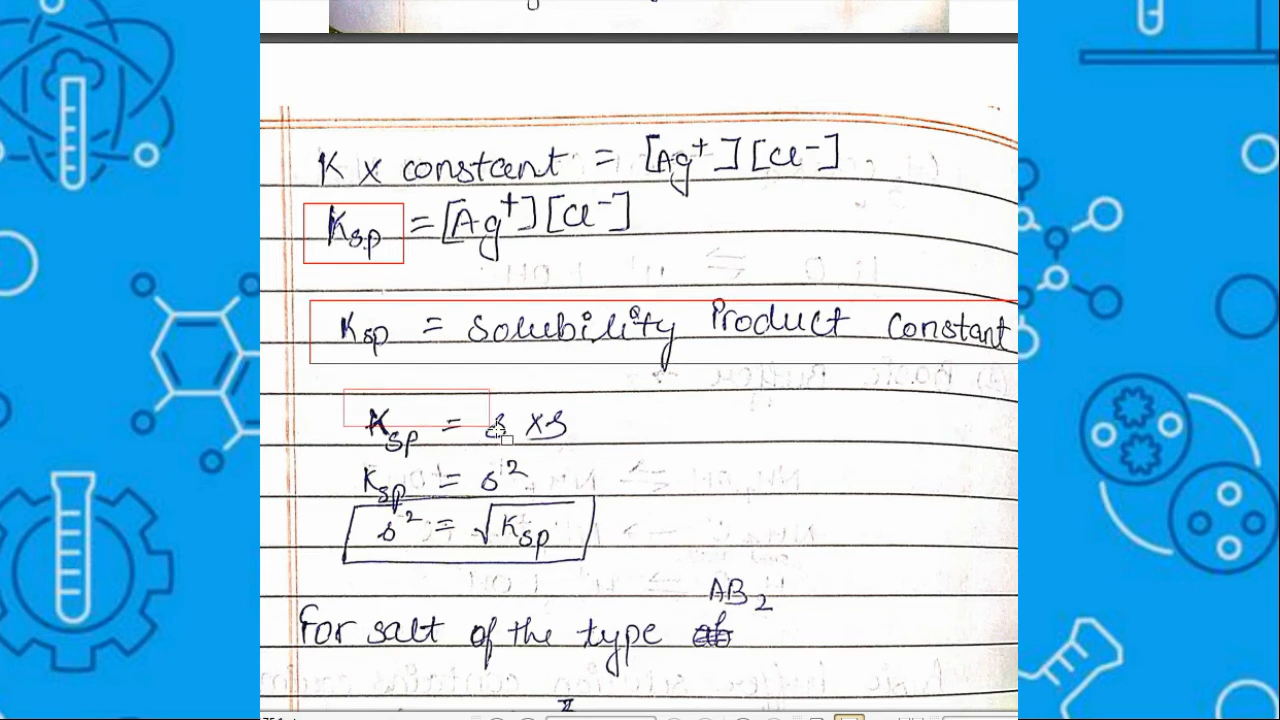 K x constant = [Ag⁺][Cl⁻]
Ksp = [Ag⁺][Cl⁻]
Ksp = Solubility Product Constant
Ksp = s x s
Ksp = s²
s² = √Ksp
AB₂
For salt of the type